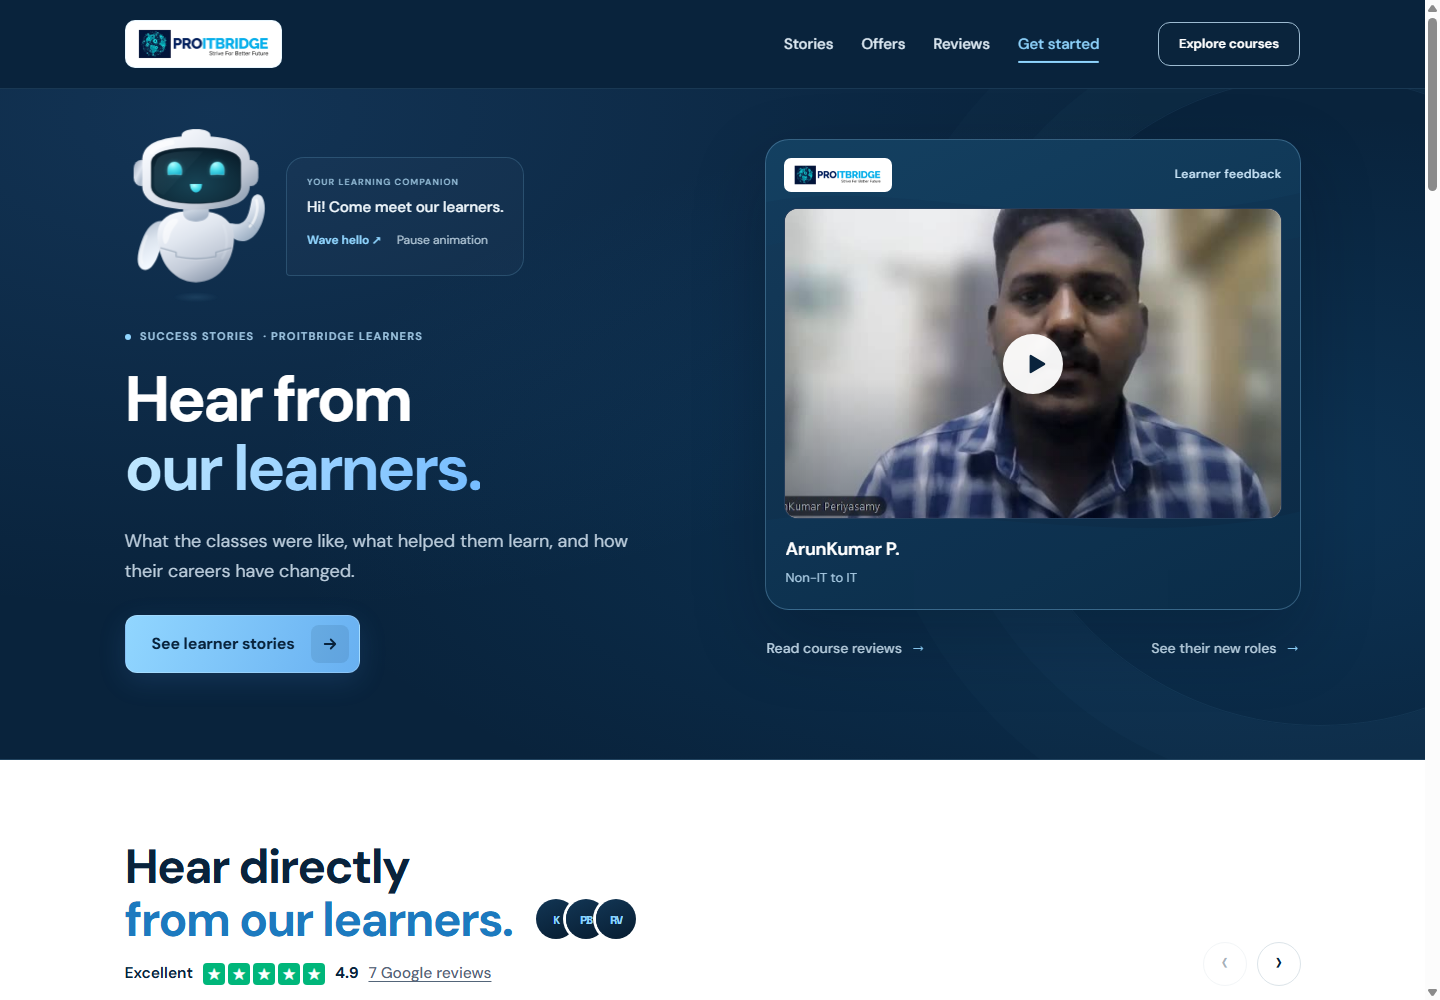 PROITBRIDGE
Strive For Better Future
Stories
Offers
Reviews
Get started
Explore courses
YOUR LEARNING COMPANION
Hi! Come meet our learners.
Wave hello ↗
Pause animation
SUCCESS STORIES · PROITBRIDGE LEARNERS
Hear from
our learners.
What the classes were like, what helped them learn, and how
their careers have changed.
See learner stories →
PROITBRIDGE
Strive For Better Future
Learner feedback
Kumar Periyasamy
ArunKumar P.
Non-IT to IT
Read course reviews →
See their new roles →
Hear directly
from our learners.
K
PB
RV
Excellent
4.9
7 Google reviews